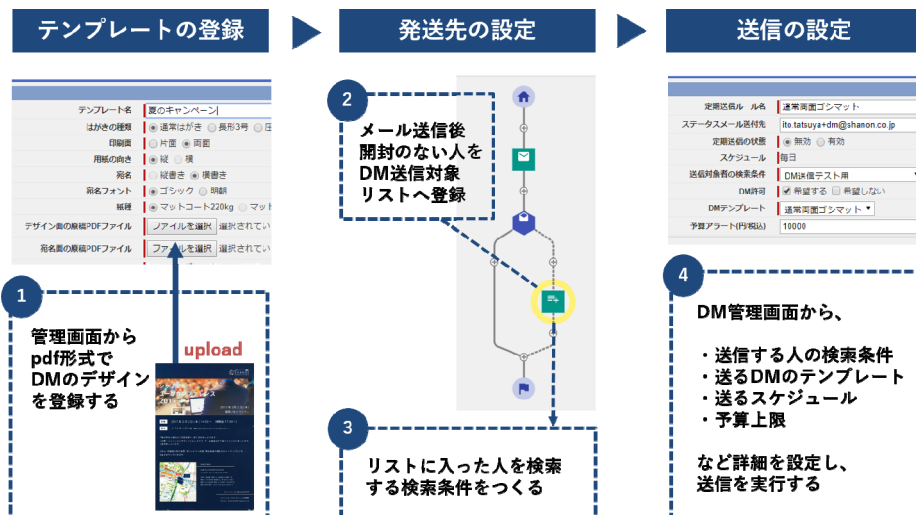 テンプレートの登録
発送先の設定
送信の設定
テンプレート名 夏のキャンペーン
はがきの種類 通常はがき 長形3号 圧
印刷面 片面 両面
用紙の向き 縦 横
宛名 縦書き 横書き
宛名フォント ゴシック 明朝
紙種 マットコート220kg マット
デザイン面の原稿PDFファイル ファイルを選択 選択されてい
宛名面の原稿PDFファイル ファイルを選択 選択されてい
1
管理画面から
pdf形式で
DMのデザイン
を登録する
upload
2
メール送信後
開封のない人を
DM送信対象
リストへ登録
3
リストに入った人を検索
する検索条件をつくる
定期送信ル ル名 通常両面ゴシマット
ステータスメール送付先 ito.tatsuya+dm@shanon.co.jp
定期送信の状態 無効 有効
スケジュール 毎日
送信対象者の検索条件 DM送信テスト用
DM許可 希望する 希望しない
DMテンプレート 通常両面ゴシマット
予算アラート(円/税込) 10000
4
DM管理画面から、
・送信する人の検索条件
・送るDMのテンプレート
・送るスケジュール
・予算上限
など詳細を設定し、
送信を実行する